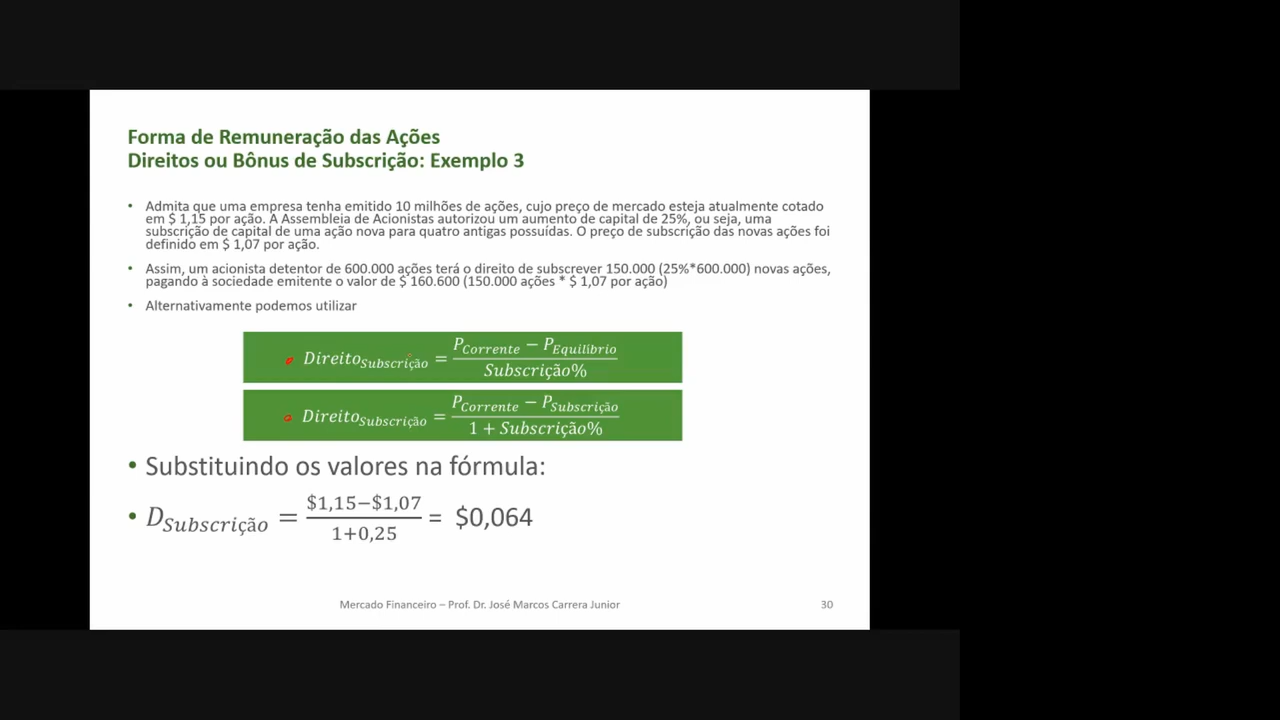 Forma de Remuneração das Ações
Direitos ou Bônus de Subscrição: Exemplo 3
• Admita que uma empresa tenha emitido 10 milhões de ações, cujo preço de mercado esteja atualmente cotado
em $ 1,15 por ação. A Assembleia de Acionistas autorizou um aumento de capital de 25%, ou seja, uma
subscrição de capital de uma ação nova para quatro antigas possuídas. O preço de subscrição das novas ações foi
definido em $ 1,07 por ação.
• Assim, um acionista detentor de 600.000 ações terá o direito de subscrever 150.000 (25%*600.000) novas ações,
pagando à sociedade emitente o valor de $ 160.600 (150.000 ações * $ 1,07 por ação)
• Alternativamente podemos utilizar
• Direito_Subscrição = (P_Corrente − P_Equilíbrio) / Subscrição%
• Direito_Subscrição = (P_Corrente − P_Subscrição) / (1 + Subscrição%)
• Substituindo os valores na fórmula:
• D_Subscrição = ($1,15−$1,07) / (1+0,25) = $0,064
Mercado Financeiro – Prof. Dr. José Marcos Carrera Junior 30